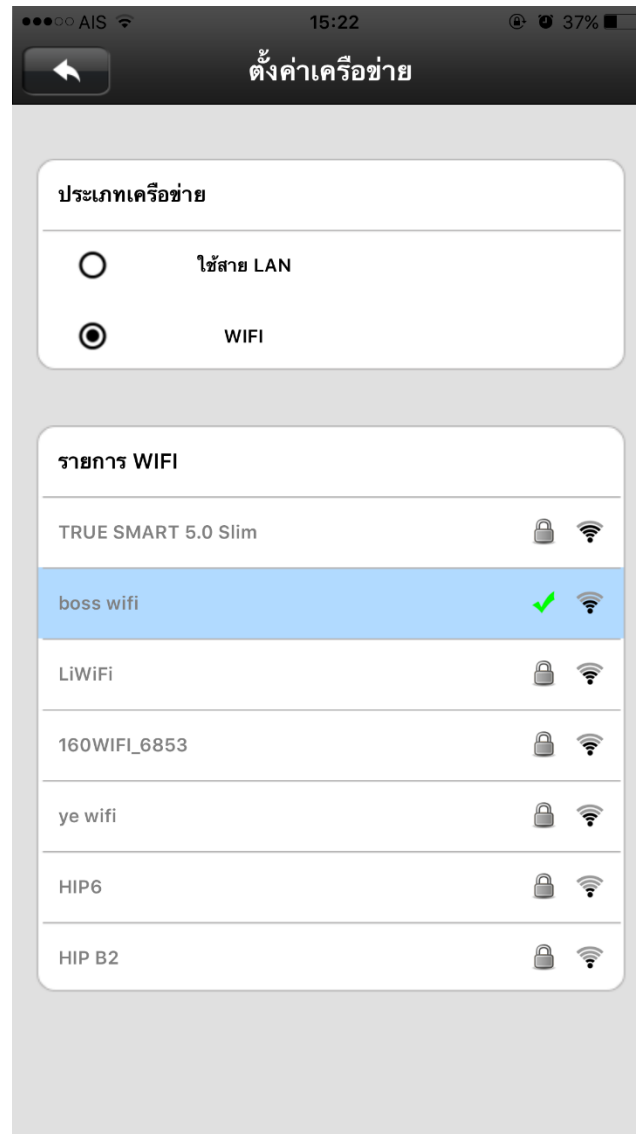 AIS 15:22 37%
ตั้งค่าเครือข่าย
ประเภทเครือข่าย
ใช้สาย LAN
WIFI
รายการ WIFI
TRUE SMART 5.0 Slim
boss wifi
LiWiFi
160WIFI_6853
ye wifi
HIP6
HIP B2